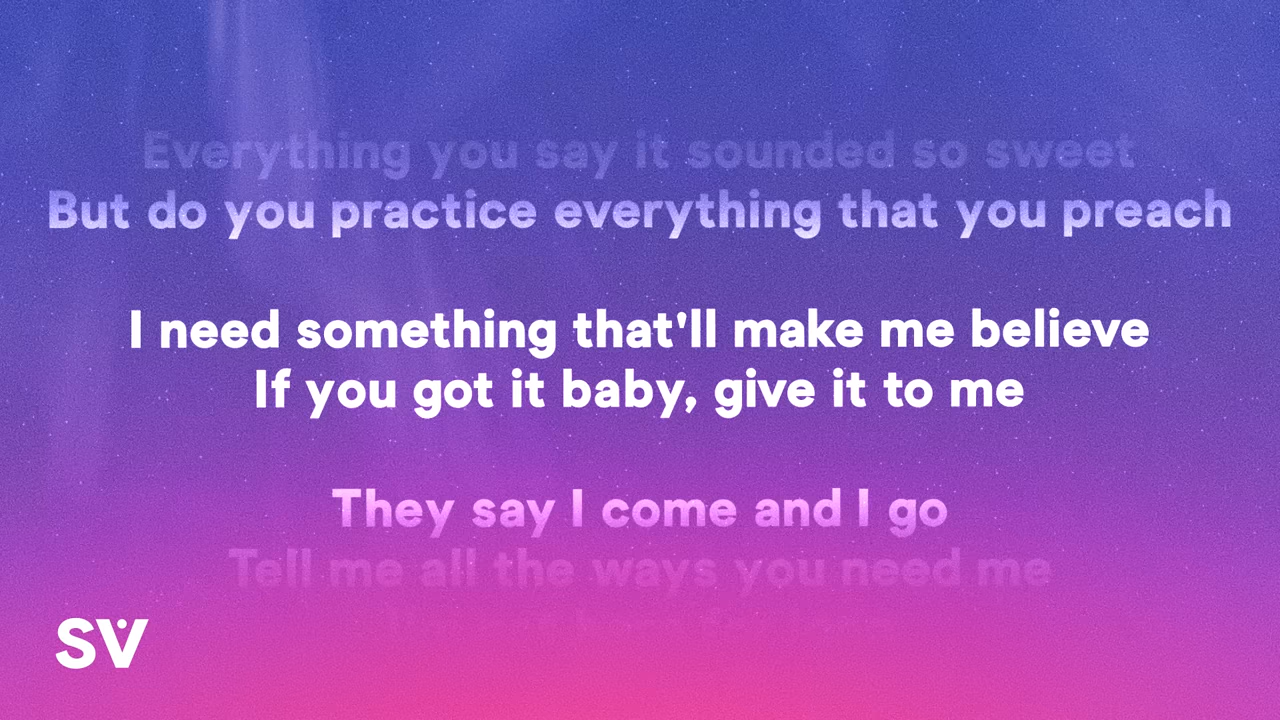 Everything you say it sounded so sweet
But do you practice everything that you preach
I need something that'll make me believe
If you got it baby, give it to me
They say I come and I go
Tell me all the ways you need me
SV